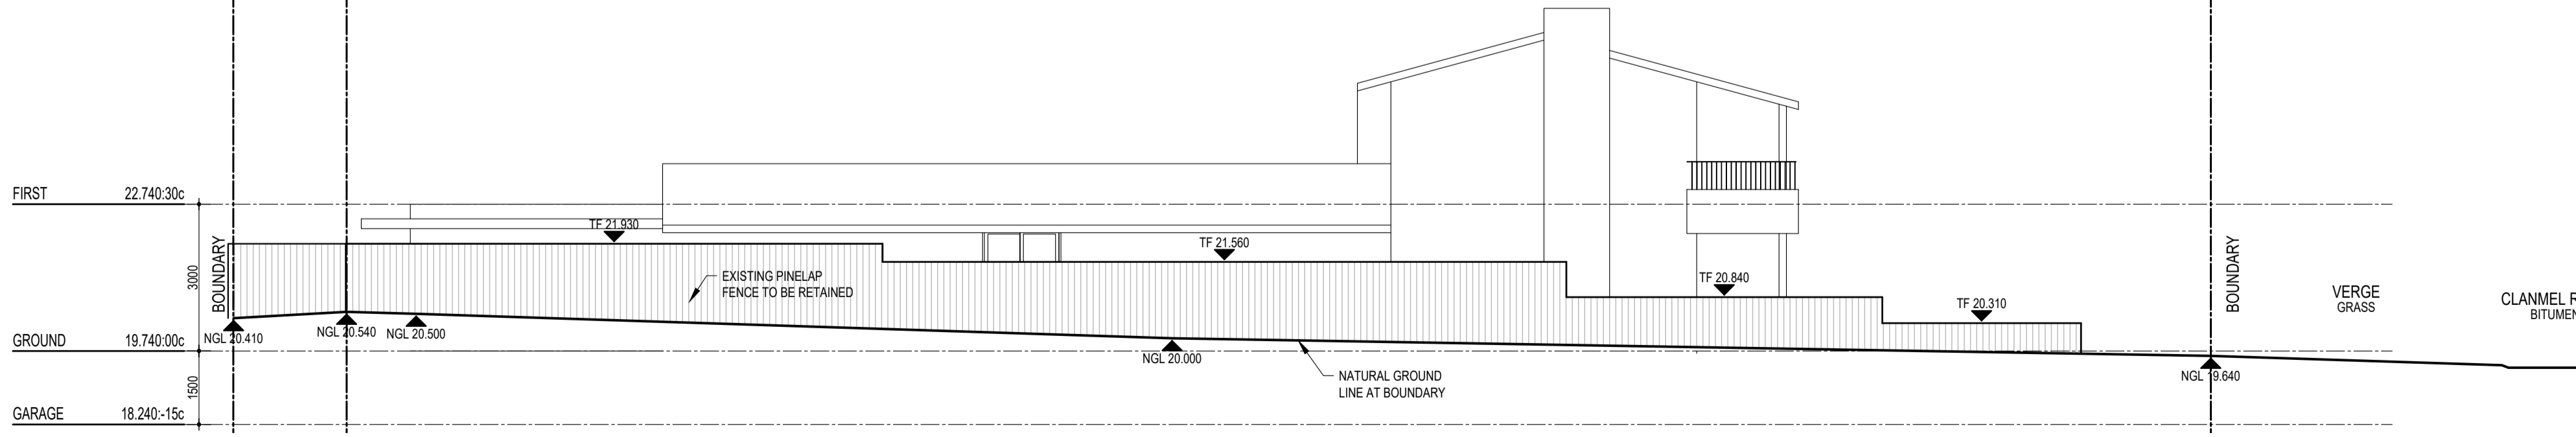 FIRST 22.740:30c
3000
GROUND 19.740:00c
1500
GARAGE 18.240:-15c
BOUNDARY
NGL 20.410
NGL 20.540
NGL 20.500
TF 21.930
EXISTING PINELAP
FENCE TO BE RETAINED
TF 21.560
NGL 20.000
NATURAL GROUND
LINE AT BOUNDARY
TF 20.840
TF 20.310
BOUNDARY
NGL 19.640
VERGE
GRASS
CLANMEL R
BITUMEN